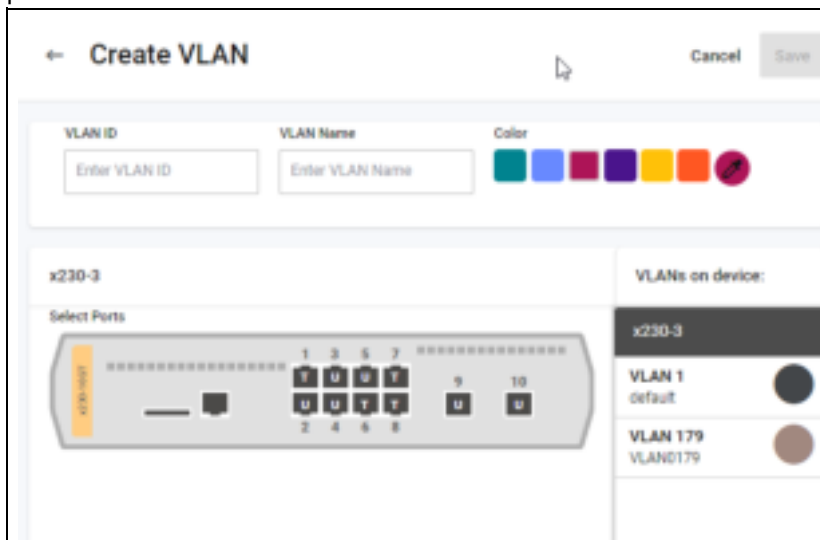 ← Create VLAN
Cancel
Save
VLAN ID
VLAN Name
Color
Enter VLAN ID
Enter VLAN Name
x230-3
VLANs on device:
Select Ports
x230-3
1 3 5 7
T U U T
9 10
U U T T
U U
2 4 6 8
VLAN 1
default
VLAN 179
VLAN0179